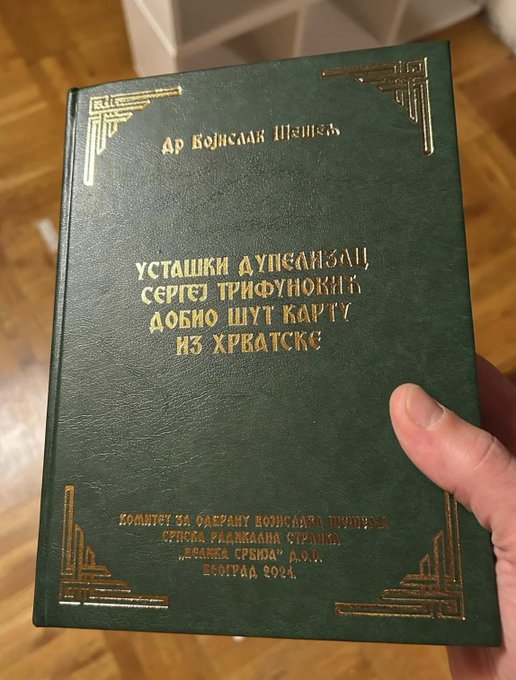 Др Војислав Шешељ
УСТАШКИ ДУПЕЛИЗАЦ
СЕРГЕЈ ТРИФУНОВИЋ
ДОБИО ШУТ КАРТУ
ИЗ ХРВАТСКЕ
КОМИТЕТ ЗА ОДБРАНУ ВОЈИСЛАВА ШЕШЕЉА
СРПСКА РАДИКАЛНА СТРАНКА
„ВЕЛИКА СРБИЈА" Д.О.О.
БЕОГРАД 2021.